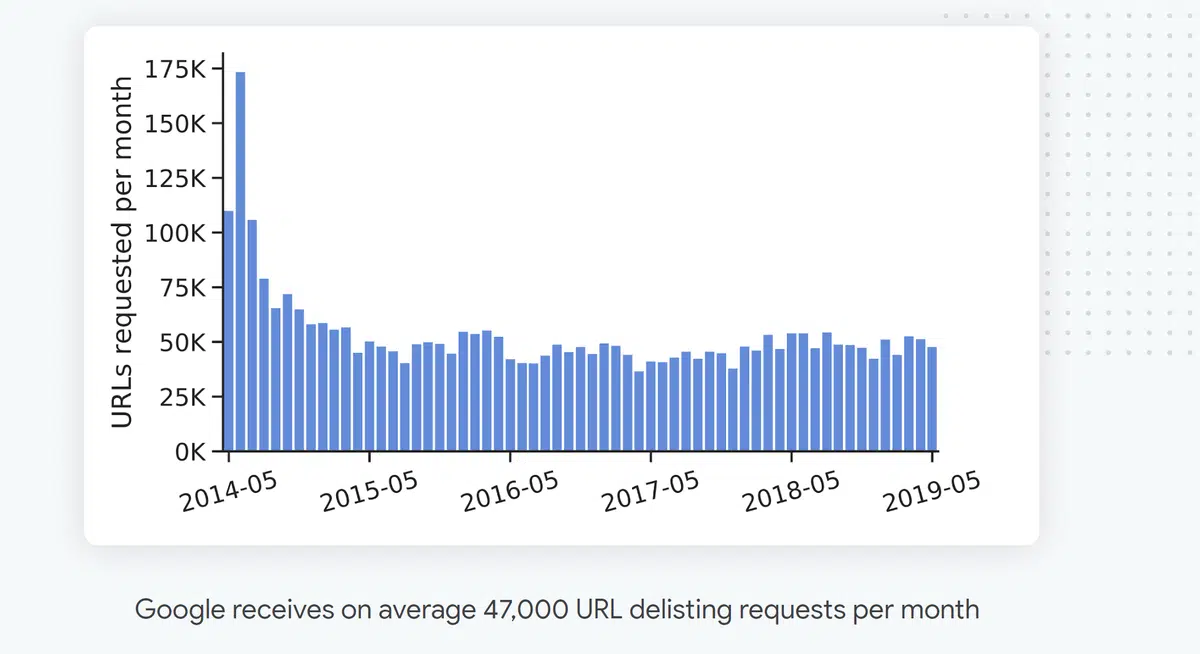 URLs requested per month
175K
150K
125K
100K
75K
50K
25K
0K
2014-05
2015-05
2016-05
2017-05
2018-05
2019-05
Google receives on average 47,000 URL delisting requests per month